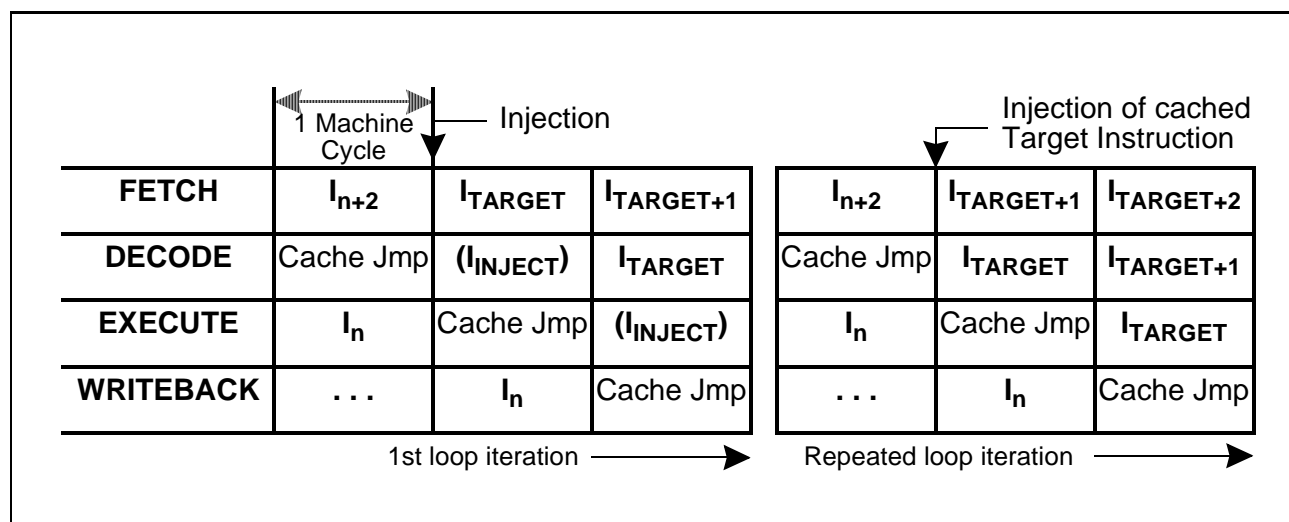 1 Machine
Cycle
Injection
Injection of cached
Target Instruction
FETCH In+2 ITARGET ITARGET+1 In+2 ITARGET+1 ITARGET+2
DECODE Cache Jmp (IINJECT) ITARGET Cache Jmp ITARGET ITARGET+1
EXECUTE In Cache Jmp (IINJECT) In Cache Jmp ITARGET
WRITEBACK . . . In Cache Jmp . . . In Cache Jmp
1st loop iteration Repeated loop iteration